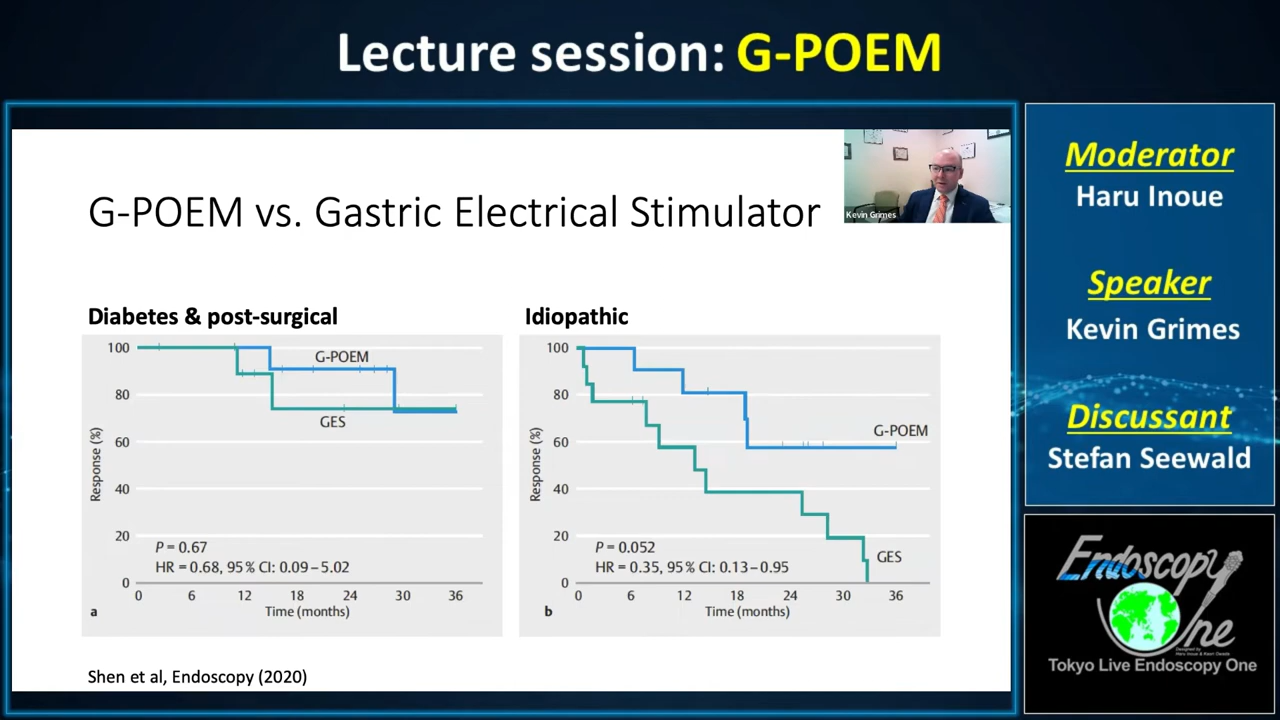 Lecture session: G-POEM
Kevin Grimes
G-POEM vs. Gastric Electrical Stimulator
Diabetes & post-surgical
Response (%)
100
80
60
40
20
0
G-POEM
GES
P = 0.67
HR = 0.68, 95% CI: 0.09–5.02
0 6 12 18 24 30 36
Time (months)
a
Idiopathic
Response (%)
100
80
60
40
20
0
G-POEM
GES
P = 0.052
HR = 0.35, 95% CI: 0.13–0.95
0 6 12 18 24 30 36
Time (months)
b
Shen et al, Endoscopy (2020)
Moderator
Haru Inoue
Speaker
Kevin Grimes
Discussant
Stefan Seewald
Endoscopy
One
Designed by
Tokyo Live Endoscopy One